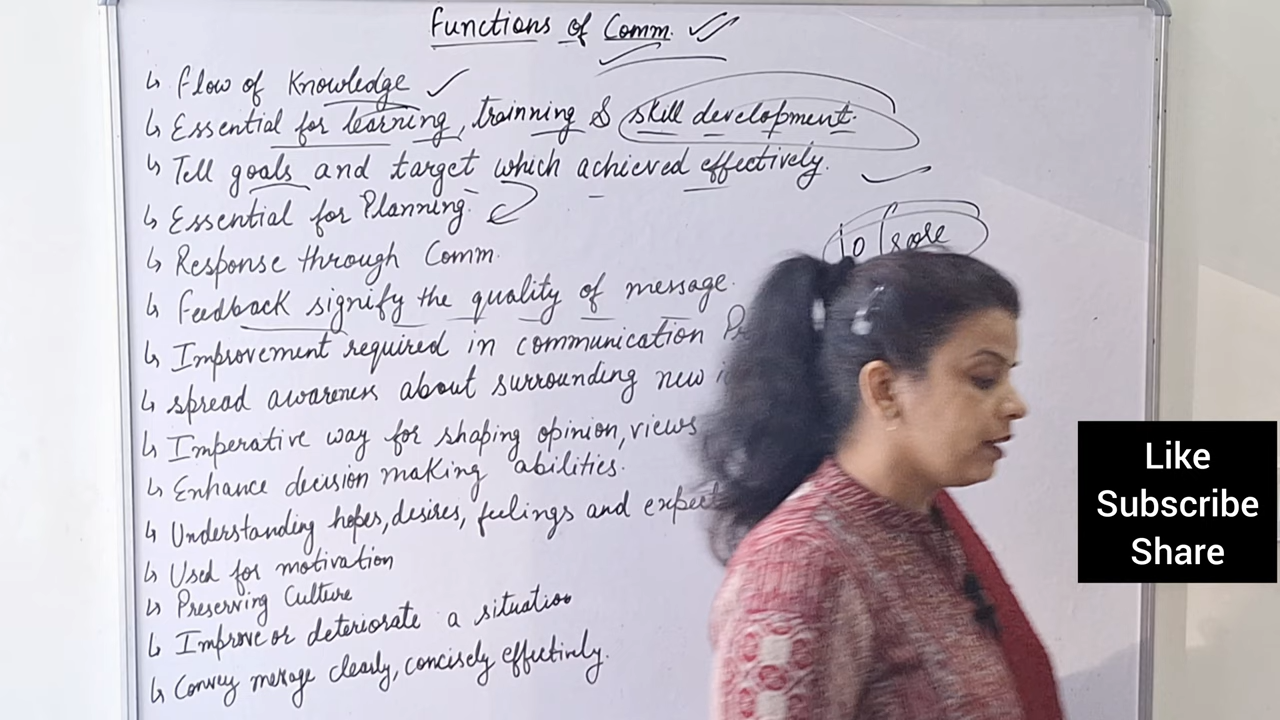 Functions of Comm.
↳ flow of Knowledge
↳ Essential for learning, trainning & skill development.
↳ Tell goals and target which achieved effectively.
↳ Essential for Planning.
↳ Response through Comm.
↳ Feedback signify the quality of message.
↳ Improvement required in communication
↳ spread awareness about surrounding new
↳ Imperative way for shaping opinion, views
↳ Enhance decision making abilities.
↳ Understanding hopes, desires, feelings and
↳ Used for motivation
↳ Preserving Culture
↳ Improve or deteriorate a situation
↳ Convey message clearly, concisely effectively.
Like
Subscribe
Share